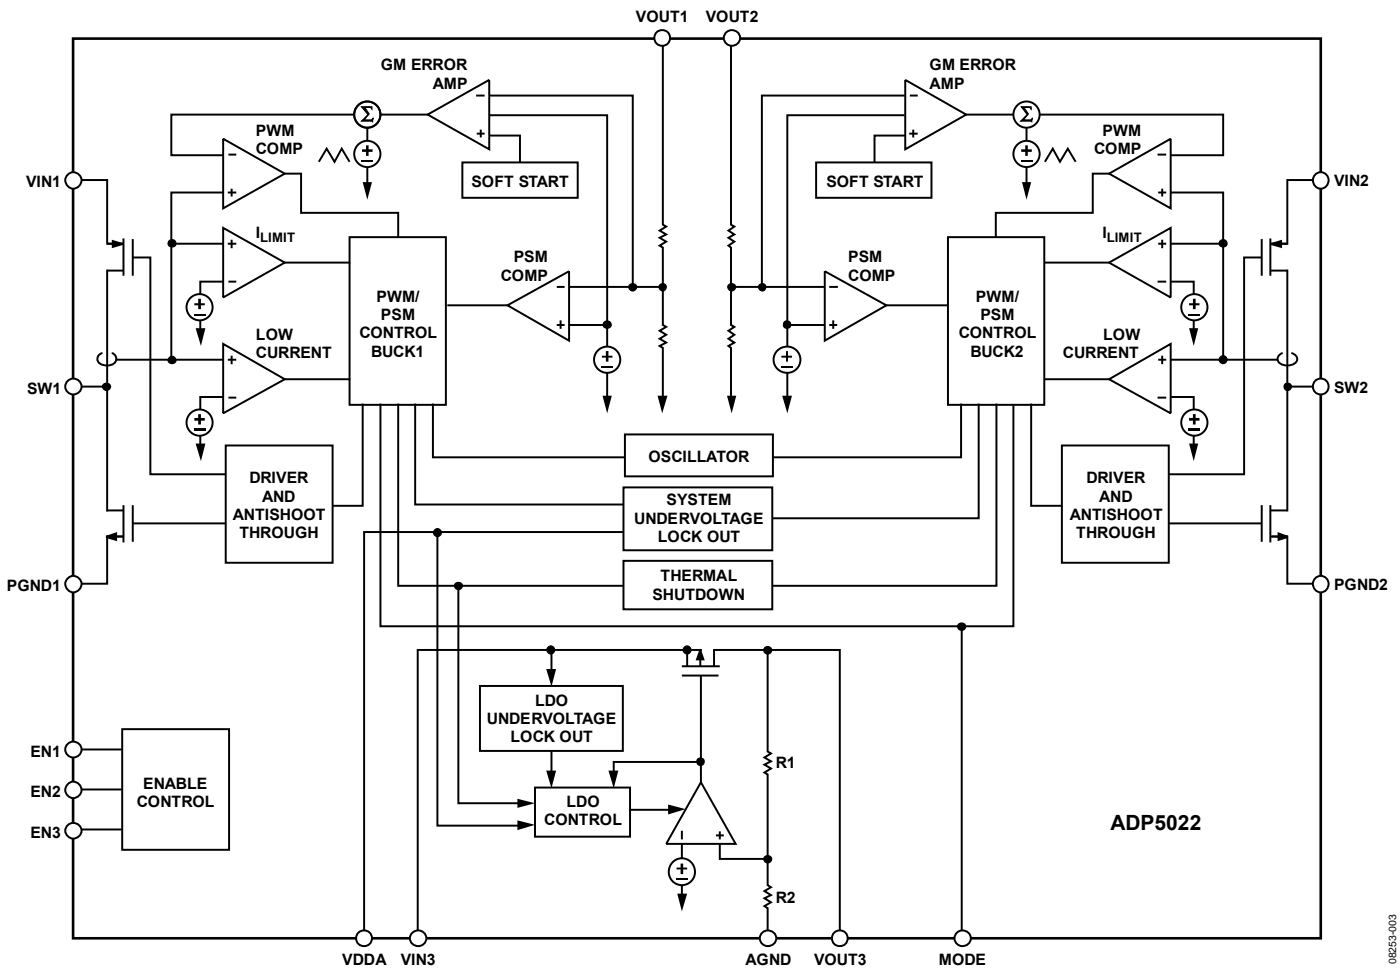 VOUT1 VOUT2
GM ERROR
AMP
GM ERROR
AMP
PWM
COMP
Σ
Σ
PWM
COMP
SOFT START
SOFT START
VIN1
VIN2
ILIMIT
ILIMIT
PSM
COMP
PSM
COMP
PWM/
PSM
CONTROL
BUCK1
PWM/
PSM
CONTROL
BUCK2
LOW
CURRENT
LOW
CURRENT
SW1
SW2
OSCILLATOR
DRIVER
AND
ANTISHOOT
THROUGH
SYSTEM
UNDERVOLTAGE
LOCK OUT
DRIVER
AND
ANTISHOOT
THROUGH
THERMAL
SHUTDOWN
PGND1
PGND2
LDO
UNDERVOLTAGE
LOCK OUT
EN1
EN2
EN3
ENABLE
CONTROL
R1
LDO
CONTROL
ADP5022
R2
VDDA VIN3 AGND VOUT3 MODE
08253-003